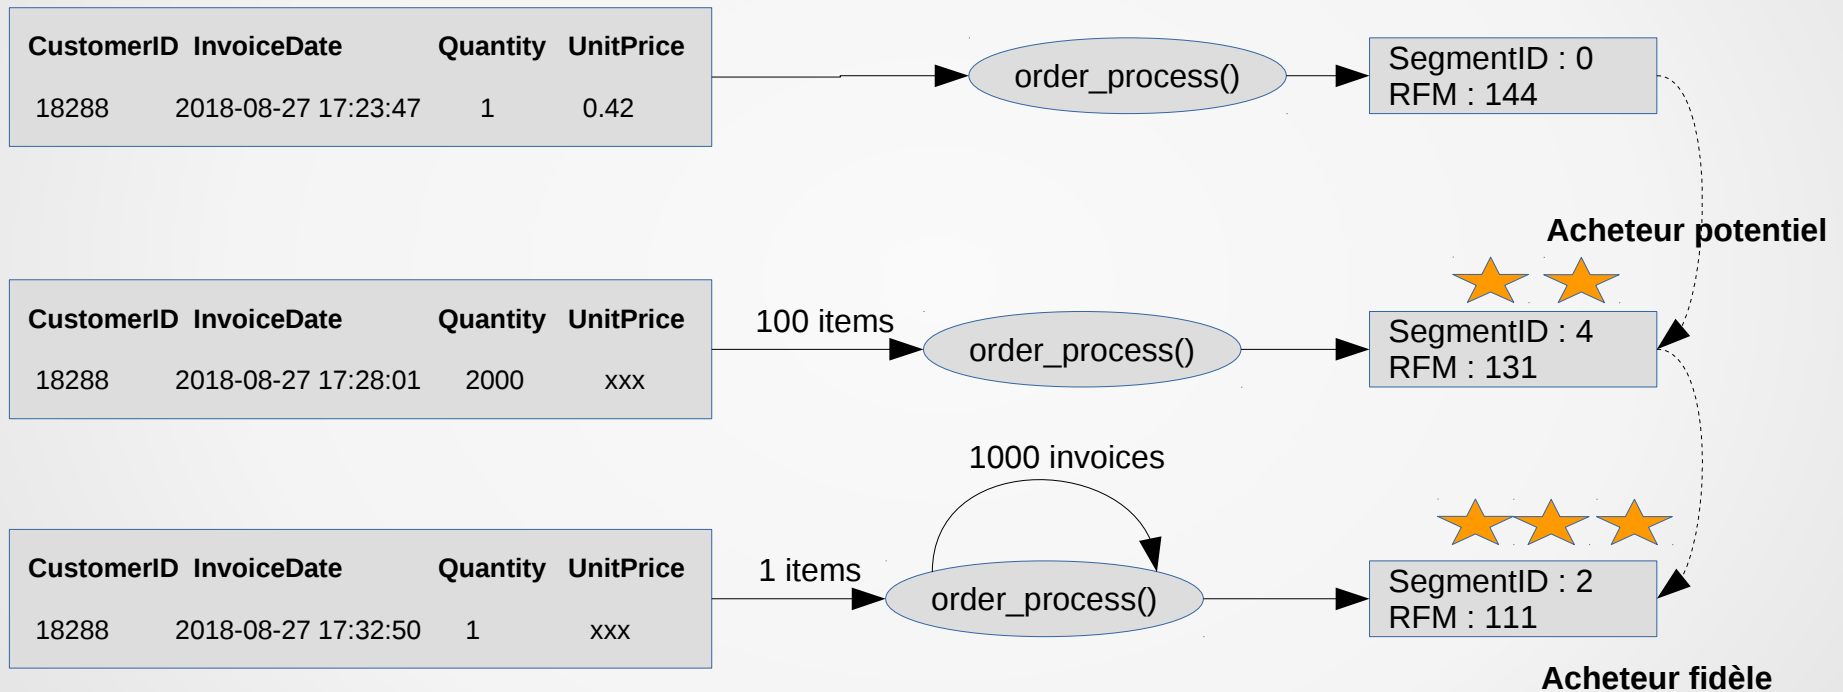 CustomerID InvoiceDate Quantity UnitPrice
18288 2018-08-27 17:23:47 1 0.42
order_process()
SegmentID : 0
RFM : 144
Acheteur potentiel
CustomerID InvoiceDate Quantity UnitPrice
18288 2018-08-27 17:28:01 2000 xxx
100 items
order_process()
SegmentID : 4
RFM : 131
1000 invoices
CustomerID InvoiceDate Quantity UnitPrice
18288 2018-08-27 17:32:50 1 xxx
1 items
order_process()
SegmentID : 2
RFM : 111
Acheteur fidèle